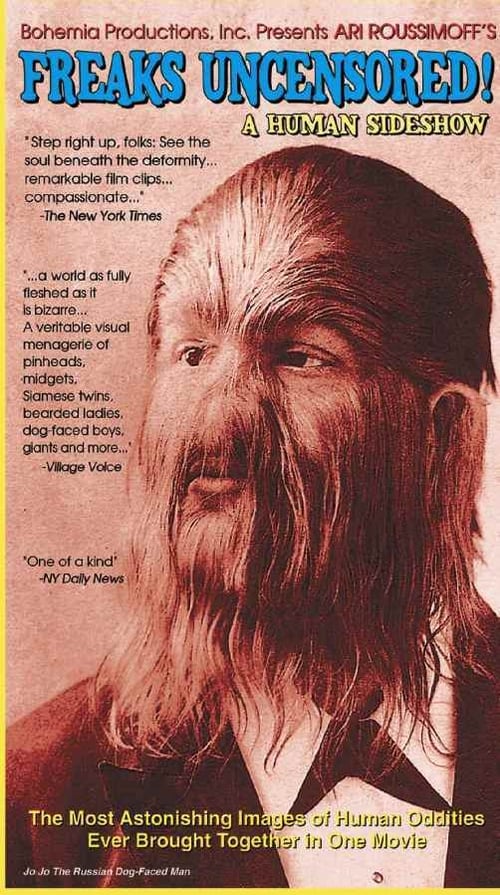 Bohemia Productions, Inc. Presents ARI ROUSSIMOFF'S
FREAKS UNCENSORED!
A HUMAN SIDESHOW
"Step right up, folks: See the
soul beneath the deformity...
remarkable film clips...
compassionate..."
-The New York Times
"...a world as fully
fleshed as it
is bizarre...
A veritable visual
menagerie of
pinheads,
midgets,
Siamese twins,
bearded ladies,
dog-faced boys,
giants and more..."
-Village Voice
"One of a kind"
-NY Daily News
The Most Astonishing Images of Human Oddities
Ever Brought Together in One Movie
Jo Jo The Russian Dog-Faced Man